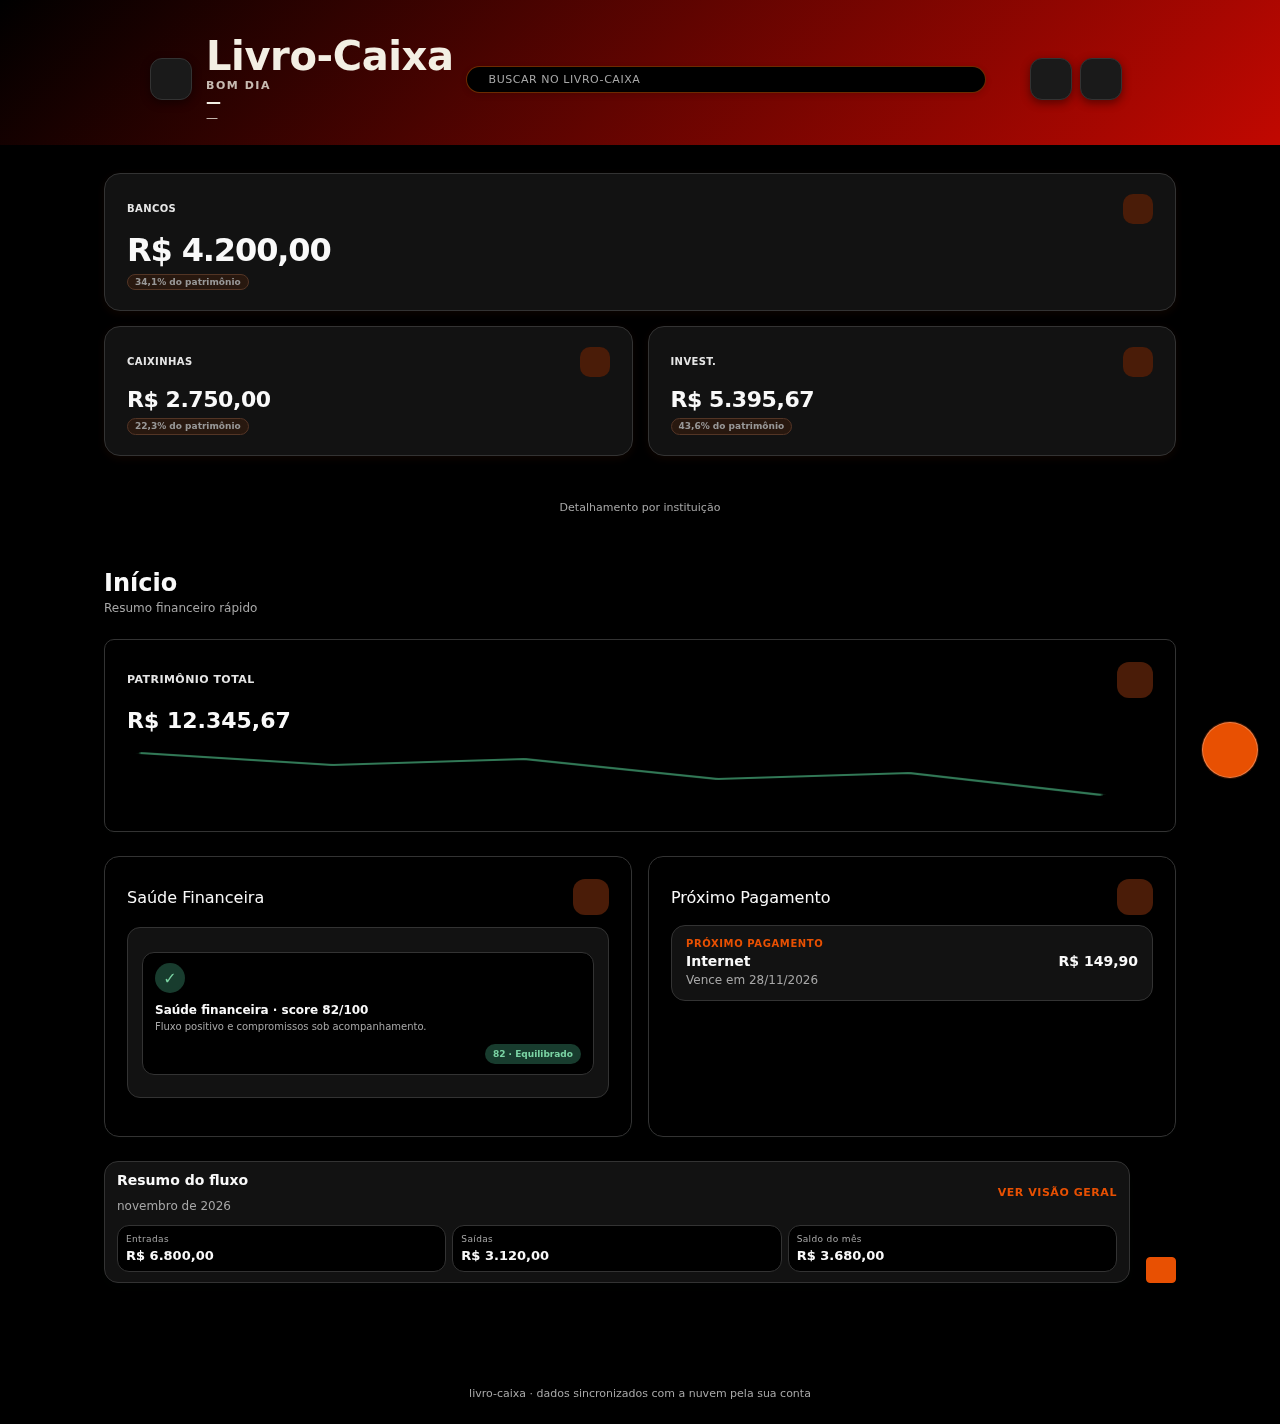 Livro-Caixa
BOM DIA
—
—
BUSCAR NO LIVRO-CAIXA
BANCOS
R$ 4.200,00
34,1% do patrimônio
CAIXINHAS
R$ 2.750,00
22,3% do patrimônio
INVEST.
R$ 5.395,67
43,6% do patrimônio
Detalhamento por instituição
Início
Resumo financeiro rápido
PATRIMÔNIO TOTAL
R$ 12.345,67
Saúde Financeira
✓
Saúde financeira · score 82/100
Fluxo positivo e compromissos sob acompanhamento.
82 · Equilibrado
Próximo Pagamento
PRÓXIMO PAGAMENTO
Internet R$ 149,90
Vence em 28/11/2026
Resumo do fluxo
novembro de 2026
VER VISÃO GERAL
Entradas
R$ 6.800,00
Saídas
R$ 3.120,00
Saldo do mês
R$ 3.680,00
livro-caixa · dados sincronizados com a nuvem pela sua conta